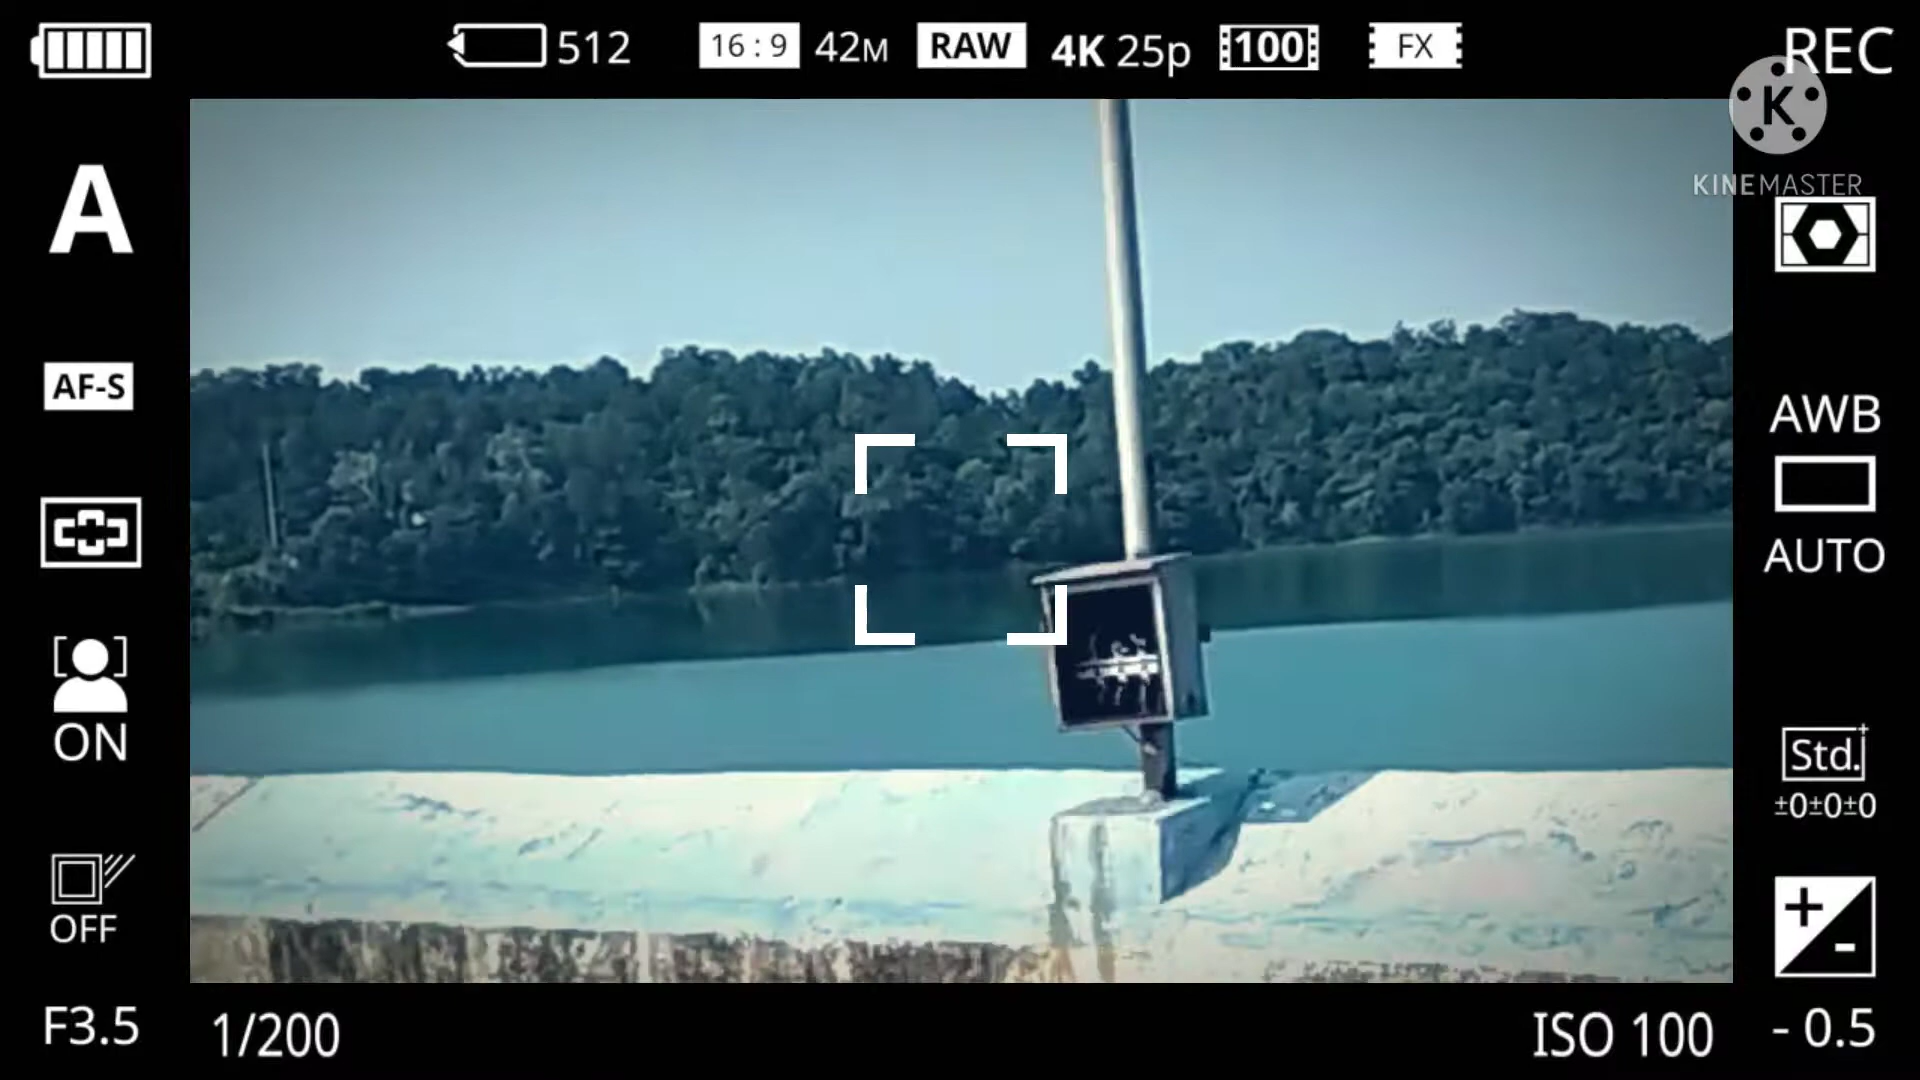 512 16:9 42M RAW 4K 25p 100 FX REC
K
KINEMASTER
A
AF-S
AWB
AUTO
ON
Std.+
±0±0±0
OFF
+ -
F3.5 1/200 ISO 100 - 0.5